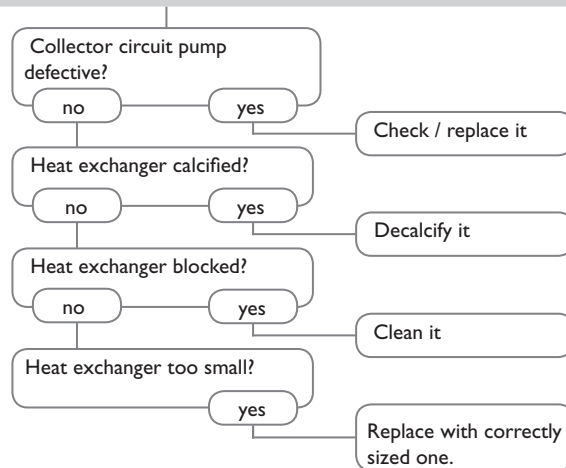 Collector circuit pump
defective?
no
yes
Check / replace it
Heat exchanger calcified?
no
yes
Decalcify it
Heat exchanger blocked?
no
yes
Clean it
Heat exchanger too small?
yes
Replace with correctly
sized one.